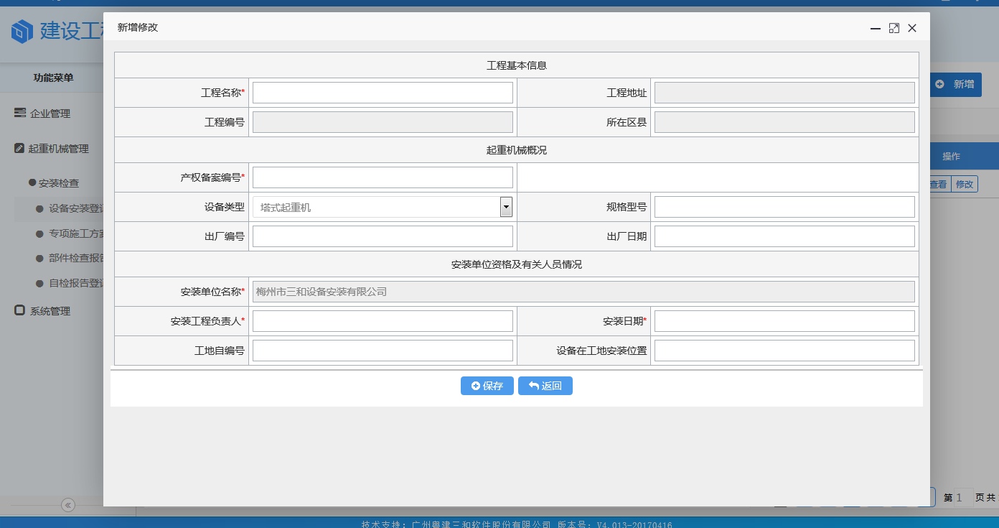 建设工
新增修改
功能菜单
企业管理
起重机械管理
安装检查
设备安装登
专项施工方
部件检查报
自检报告登
系统管理
新增
操作
查看 修改
工程基本信息
工程名称* 工程地址
工程编号 所在区县
起重机械概况
产权备案编号*
设备类型 塔式起重机 规格型号
出厂编号 出厂日期
安装单位资格及有关人员情况
安装单位名称* 梅州市三和设备安装有限公司
安装工程负责人* 安装日期*
工地自编号 设备在工地安装位置
保存 返回
第 1 页 共
技术支持: 广州粤建三和软件股份有限公司 版本号: V4.013-20170416